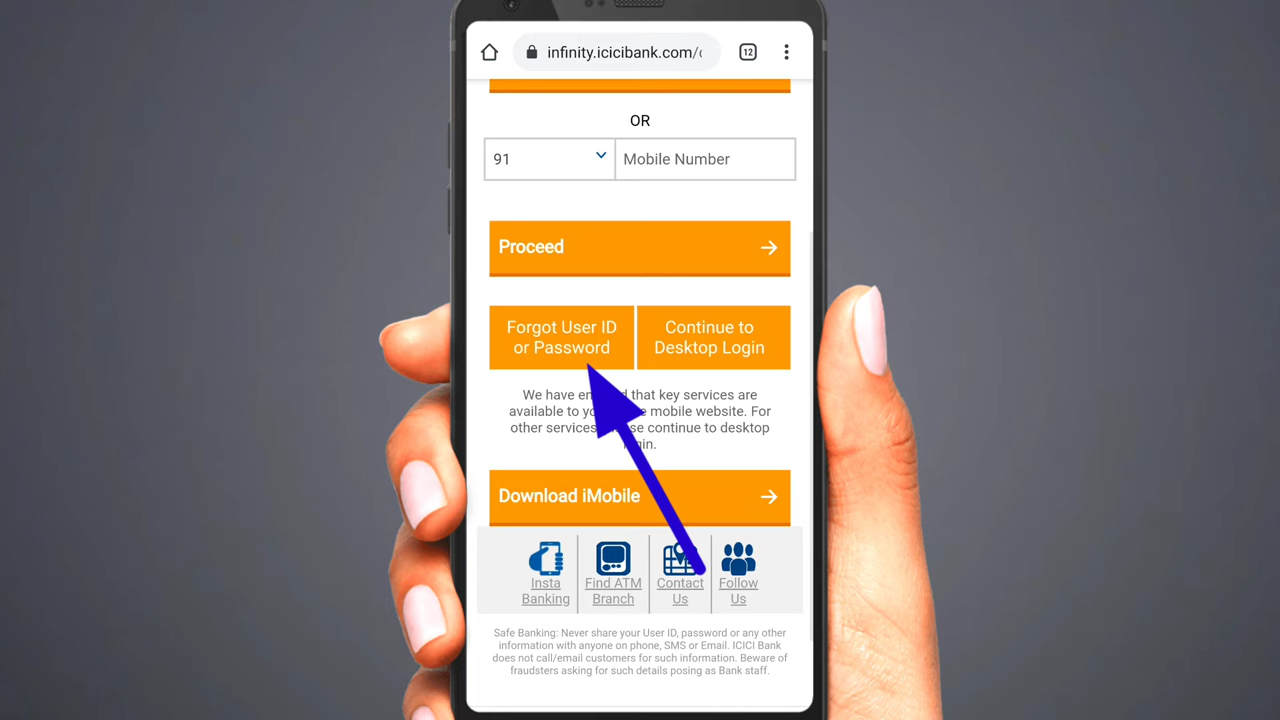 infinity.icicibank.com/
12
OR
91
Mobile Number
Proceed
Forgot User ID
or Password
Continue to
Desktop Login
We have that key services are
available to mobile website. For
other services continue to desktop
Download iMobile
Insta
Banking
Find ATM
Branch
Contact
Us
Follow
Us
Safe Banking: Never share your User ID, password or any other
information with anyone on phone, SMS or Email. ICICI Bank
does not call/email customers for such information. Beware of
fraudsters asking for such details posing as Bank staff.